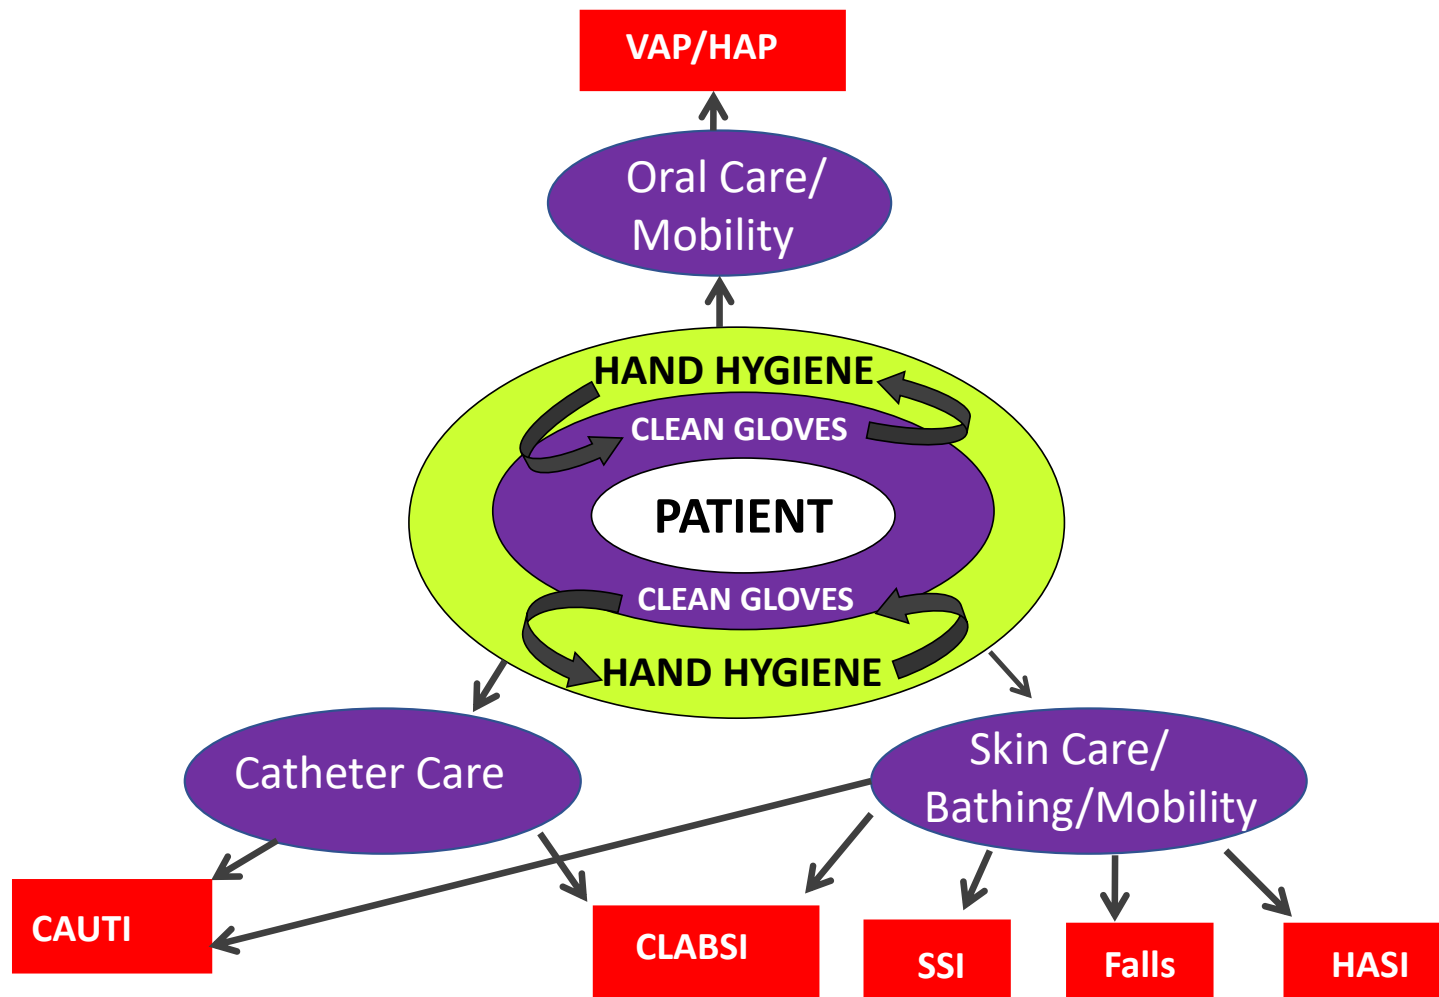 VAP/HAP
Oral Care/
Mobility
HAND HYGIENE
CLEAN GLOVES
PATIENT
CLEAN GLOVES
HAND HYGIENE
Catheter Care
Skin Care/
Bathing/Mobility
CAUTI
CLABSI
SSI
Falls
HASI